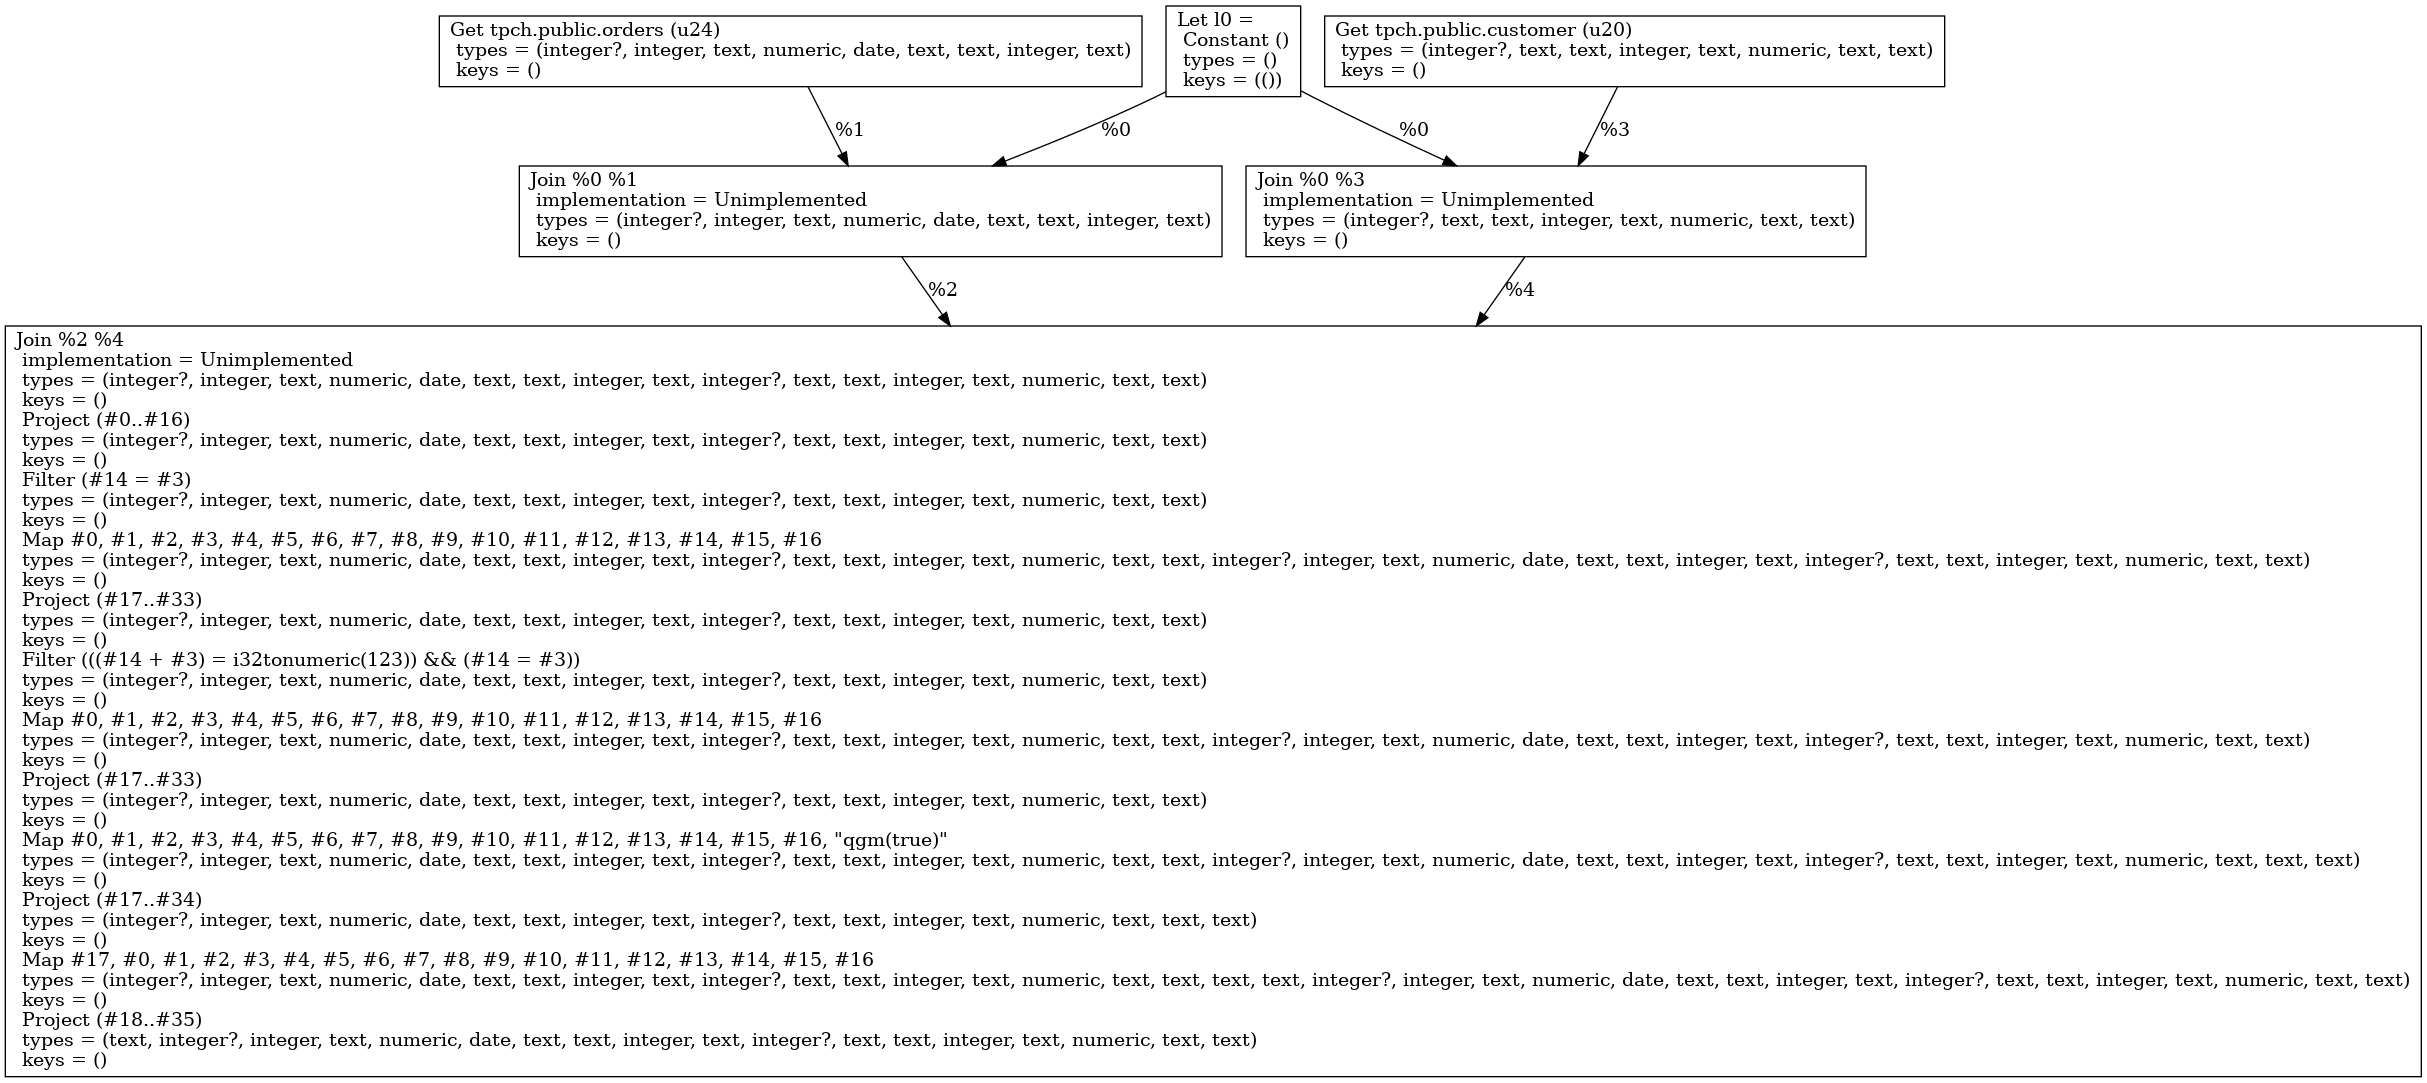 Get tpch.public.orders (u24)
types = (integer?, integer, text, numeric, date, text, text, integer, text)
keys = ()
Let l0 =
Constant ()
types = ()
keys = (())
Get tpch.public.customer (u20)
types = (integer?, text, text, integer, text, numeric, text, text)
keys = ()
%1
%0
%0
%3
Join %0 %1
implementation = Unimplemented
types = (integer?, integer, text, numeric, date, text, text, integer, text)
keys = ()
Join %0 %3
implementation = Unimplemented
types = (integer?, text, text, integer, text, numeric, text, text)
keys = ()
%2
%4
Join %2 %4
implementation = Unimplemented
types = (integer?, integer, text, numeric, date, text, text, integer, text, integer?, text, text, integer, text, numeric, text, text)
keys = ()
Project (#0..#16)
types = (integer?, integer, text, numeric, date, text, text, integer, text, integer?, text, text, integer, text, numeric, text, text)
keys = ()
Filter (#14 = #3)
types = (integer?, integer, text, numeric, date, text, text, integer, text, integer?, text, text, integer, text, numeric, text, text)
keys = ()
Map #0, #1, #2, #3, #4, #5, #6, #7, #8, #9, #10, #11, #12, #13, #14, #15, #16
types = (integer?, integer, text, numeric, date, text, text, integer, text, integer?, text, text, integer, text, numeric, text, text, integer?, integer, text, numeric, date, text, text, integer, text, integer?, text, text, integer, text, numeric, text, text)
keys = ()
Project (#17..#33)
types = (integer?, integer, text, numeric, date, text, text, integer, text, integer?, text, text, integer, text, numeric, text, text)
keys = ()
Filter (((#14 + #3) = i32tonumeric(123)) && (#14 = #3))
types = (integer?, integer, text, numeric, date, text, text, integer, text, integer?, text, text, integer, text, numeric, text, text)
keys = ()
Map #0, #1, #2, #3, #4, #5, #6, #7, #8, #9, #10, #11, #12, #13, #14, #15, #16
types = (integer?, integer, text, numeric, date, text, text, integer, text, integer?, text, text, integer, text, numeric, text, text, integer?, integer, text, numeric, date, text, text, integer, text, integer?, text, text, integer, text, numeric, text, text)
keys = ()
Project (#17..#33)
types = (integer?, integer, text, numeric, date, text, text, integer, text, integer?, text, text, integer, text, numeric, text, text)
keys = ()
Map #0, #1, #2, #3, #4, #5, #6, #7, #8, #9, #10, #11, #12, #13, #14, #15, #16, "qgm(true)"
types = (integer?, integer, text, numeric, date, text, text, integer, text, integer?, text, text, integer, text, numeric, text, text, integer?, integer, text, numeric, date, text, text, integer, text, integer?, text, text, integer, text, numeric, text, text, text)
keys = ()
Project (#17..#34)
types = (integer?, integer, text, numeric, date, text, text, integer, text, integer?, text, text, integer, text, numeric, text, text, text)
keys = ()
Map #17, #0, #1, #2, #3, #4, #5, #6, #7, #8, #9, #10, #11, #12, #13, #14, #15, #16
types = (integer?, integer, text, numeric, date, text, text, integer, text, integer?, text, text, integer, text, numeric, text, text, text, text, integer?, integer, text, numeric, date, text, text, integer, text, integer?, text, text, integer, text, numeric, text, text)
keys = ()
Project (#18..#35)
types = (text, integer?, integer, text, numeric, date, text, text, integer, text, integer?, text, text, integer, text, numeric, text, text)
keys = ()